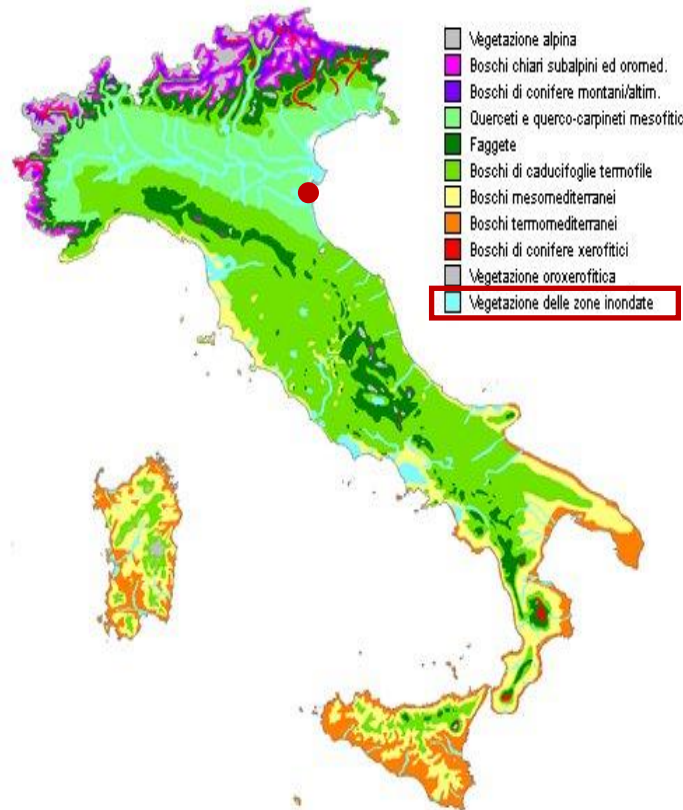 Vegetazione alpina
Boschi chiari subalpini ed oromed.
Boschi di conifere montani/altim.
Querceti e querco-carpineti mesofitic
Faggete
Boschi di caducifoglie termofile
Boschi mesomediterranei
Boschi termomediterranei
Boschi di conifere xerofitici
Vegetazione oroxerofitica
Vegetazione delle zone inondate